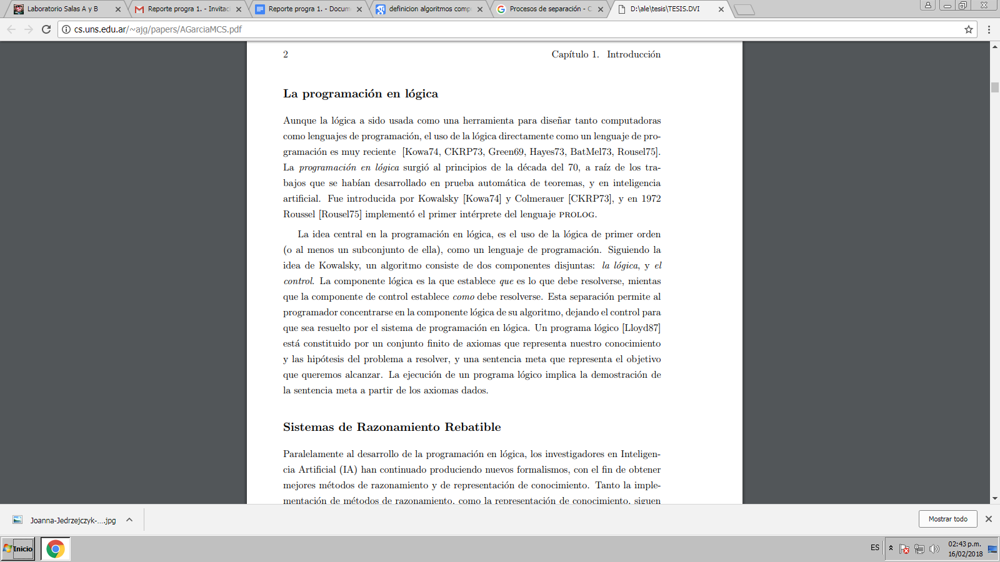 Laboratorio Salas A y B
Reporte progra 1. - Invitac
Reporte progra 1. - Docum
definicion algoritmos comp
Procesos de separación - C
D:\ale\tesis\TESIS.DVI
cs.uns.edu.ar/~ajg/papers/AGarciaMCS.pdf
2 Capítulo 1. Introducción
La programación en lógica
Aunque la lógica a sido usada como una herramienta para diseñar tanto computadoras
como lenguajes de programación, el uso de la lógica directamente como un lenguaje de pro-
gramación es muy reciente [Kowa74, CKRP73, Green69, Hayes73, BatMel73, Rousel75].
La programación en lógica surgió al principios de la década del 70, a raíz de los tra-
bajos que se habían desarrollado en prueba automática de teoremas, y en inteligencia
artificial. Fue introducida por Kowalsky [Kowa74] y Colmerauer [CKRP73], y en 1972
Roussel [Rousel75] implementó el primer intérprete del lenguaje PROLOG.
La idea central en la programación en lógica, es el uso de la lógica de primer orden
(o al menos un subconjunto de ella), como un lenguaje de programación. Siguiendo la
idea de Kowalsky, un algoritmo consiste de dos componentes disjuntas: la lógica, y el
control. La componente lógica es la que establece que es lo que debe resolverse, mientas
que la componente de control establece como debe resolverse. Esta separación permite al
programador concentrarse en la componente lógica de su algoritmo, dejando el control para
que sea resuelto por el sistema de programación en lógica. Un programa lógico [Lloyd87]
está constituido por un conjunto finito de axiomas que representa nuestro conocimiento
y las hipótesis del problema a resolver, y una sentencia meta que representa el objetivo
que queremos alcanzar. La ejecución de un programa lógico implica la demostración de
la sentencia meta a partir de los axiomas dados.
Sistemas de Razonamiento Rebatible
Paralelamente al desarrollo de la programación en lógica, los investigadores en Inteligen-
cia Artificial (IA) han continuado produciendo nuevos formalismos, con el fin de obtener
mejores métodos de razonamiento y de representación de conocimiento. Tanto la imple-
mentación de métodos de razonamiento, como la representación de conocimiento, siguen
Joanna-Jedrzejczyk-....jpg
Mostrar todo
Inicio
ES
02:43 p.m.
16/02/2018